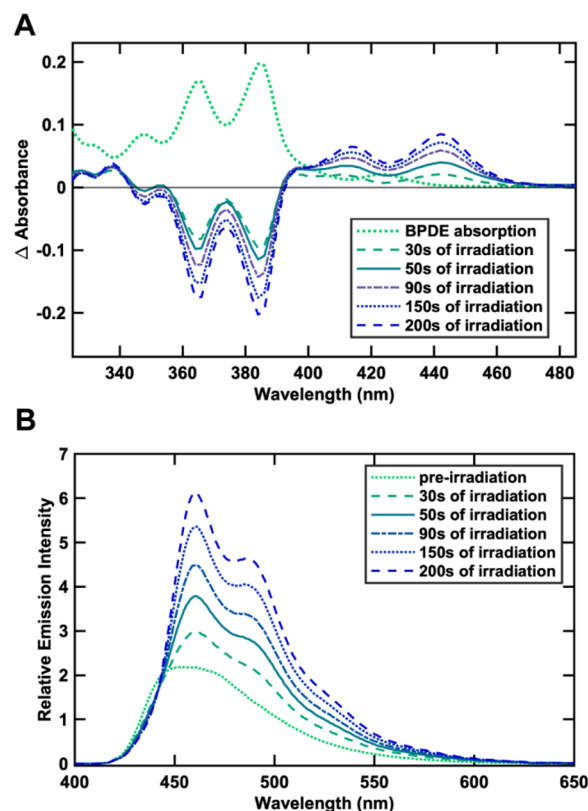 A
0.2
0.1
0
-0.1
-0.2
Δ Absorbance
BPDE absorption
30s of irradiation
50s of irradiation
90s of irradiation
150s of irradiation
200s of irradiation
340 360 380 400 420 440 460 480
Wavelength (nm)
B
7
6
5
4
3
2
1
0
Relative Emission Intensity
pre-irradiation
30s of irradiation
50s of irradiation
90s of irradiation
150s of irradiation
200s of irradiation
400 450 500 550 600 650
Wavelength (nm)